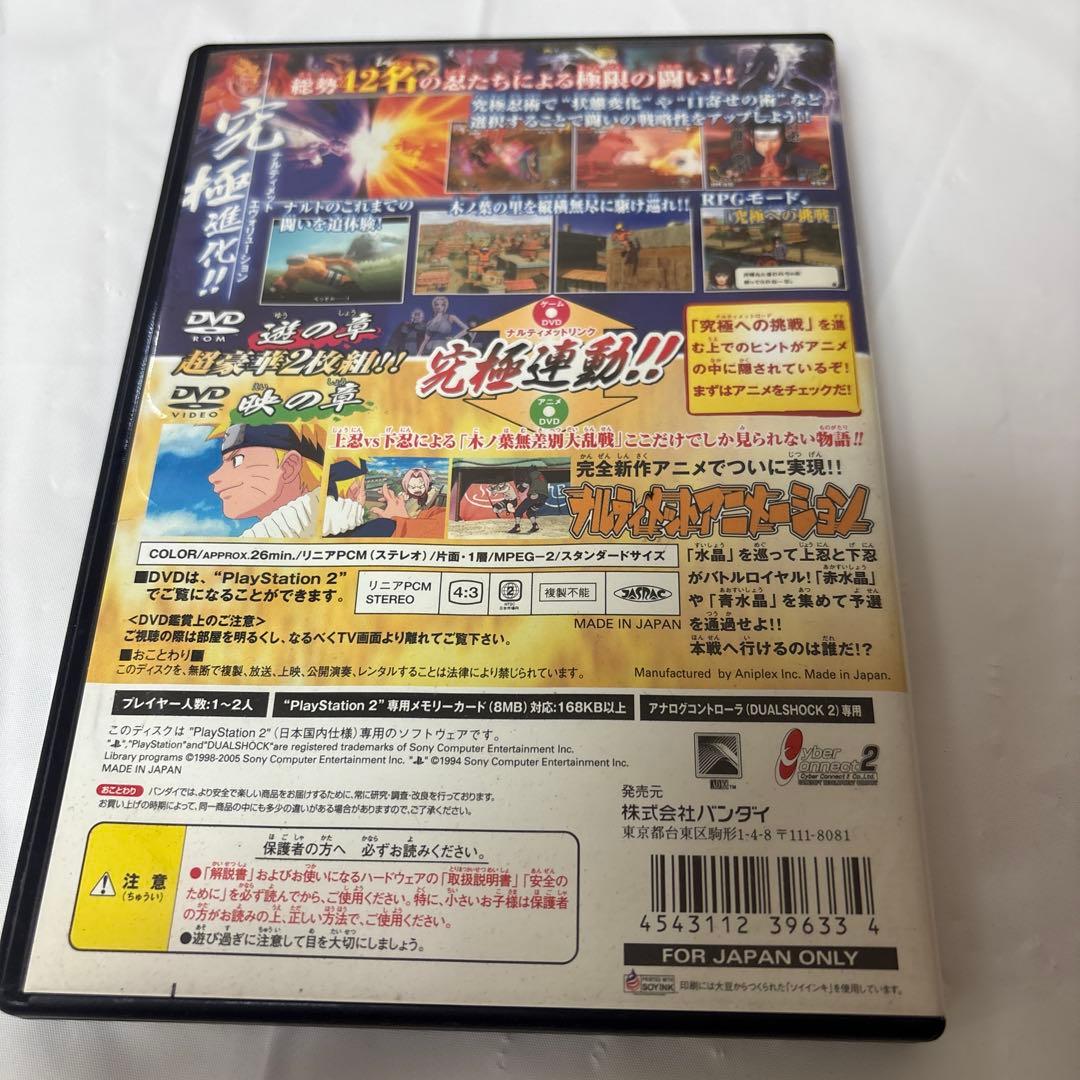 総勢42名の忍たちによる極限の闘い!!
究極忍術で“状態変化”や“口寄せの術”など
選択することで闘いの戦略性をアップしよう!!
究極進化!!
ナルティメット
エヴォリューション
ナルトのこれまでの
闘いを追体験!
木ノ葉の里を縦横無尽に駆け巡れ!!
RPGモード、
「究極への挑戦」
DVD
ROM
遊の章
ゆう しょう
超豪華2枚組!!
DVD
VIDEO
映の章
えい しょう
ゲーム
DVD
ナルティメットリンク
究極連動!!
アニメ
DVD
ナルティメットロード
「究極への挑戦」を進
む上でのヒントがアニメ
の中に隠されているぞ!
まずはアニメをチェックだ!
上忍vs下忍による「木ノ葉無差別大乱戦」ここだけでしか見られない物語!!
完全新作アニメでついに実現!!
ナルティメットアニメーション
COLOR/APPROX.26min./リニアPCM(ステレオ)/片面・1層/MPEG-2/スタンダードサイズ
■DVDは、“PlayStation 2”
でご覧になることができます。
リニアPCM
STEREO
4:3
2
NTSC
日本市場向
複製不能
JASRAC
MADE IN JAPAN
「水晶」を巡って上忍と下忍
がバトルロイヤル!「赤水晶」
や「青水晶」を集めて予選
を通過せよ!!
本戦へ行けるのは誰だ!?
<DVD鑑賞上のご注意>
ご視聴の際は部屋を明るくし、なるべくTV画面より離れてご覧下さい。
■おことわり■
このディスクを、無断で複製、放送、上映、公開演奏、レンタルすることは法律により禁じられています。
Manufactured by Aniplex Inc. Made in Japan.
プレイヤー人数:1～2人
“PlayStation 2”専用メモリーカード(8MB)対応:168KB以上
アナログコントローラ(DUALSHOCK 2)専用
このディスクは “PlayStation 2”(日本国内仕様)専用のソフトウェアです。
"","PlayStation"and"DUALSHOCK"are registered trademarks of Sony Computer Entertainment Inc.
Library programs ©1998-2005 Sony Computer Entertainment Inc. "" ©1994 Sony Computer Entertainment Inc.
MADE IN JAPAN
おことわり
バンダイでは、より安全で楽しい商品をお届けするために、常に研究・調査・改良を行っております。
お買い上げの時期によって、同一商品の中にも多少の違いがある場合がありますので、ご了承ください。
Cyber
Connect 2
Cyber Connect 2 Co.,Ltd.
発売元
株式会社バンダイ
東京都台東区駒形1-4-8 〒111-8081
注意
(ちゅうい)
保護者の方へ 必ずお読みください。
●「解説書」およびお使いになるハードウェアの「取扱説明書」「安全の
ために」を必ず読んでから、ご使用ください。特に、小さいお子様は保護者
の方がお読みの上、正しい方法で、ご使用ください。
●遊び過ぎに注意して目を大切にしましょう。
4543112 39633 4
FOR JAPAN ONLY
PRINTED WITH
SOY INK
印刷には大豆からつくられた「ソイインキ」を使用しています。